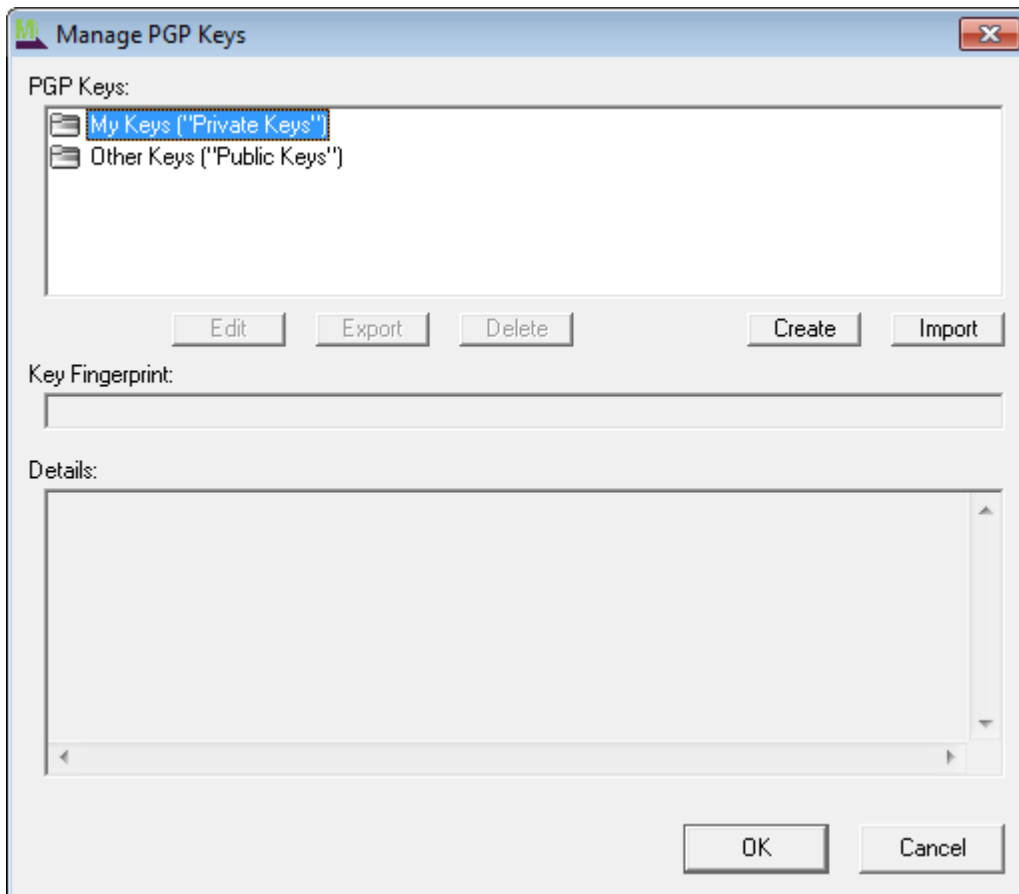 Manage PGP Keys
PGP Keys:
My Keys ("Private Keys")
Other Keys ("Public Keys")
Edit Export Delete Create Import
Key Fingerprint:
Details:
OK Cancel